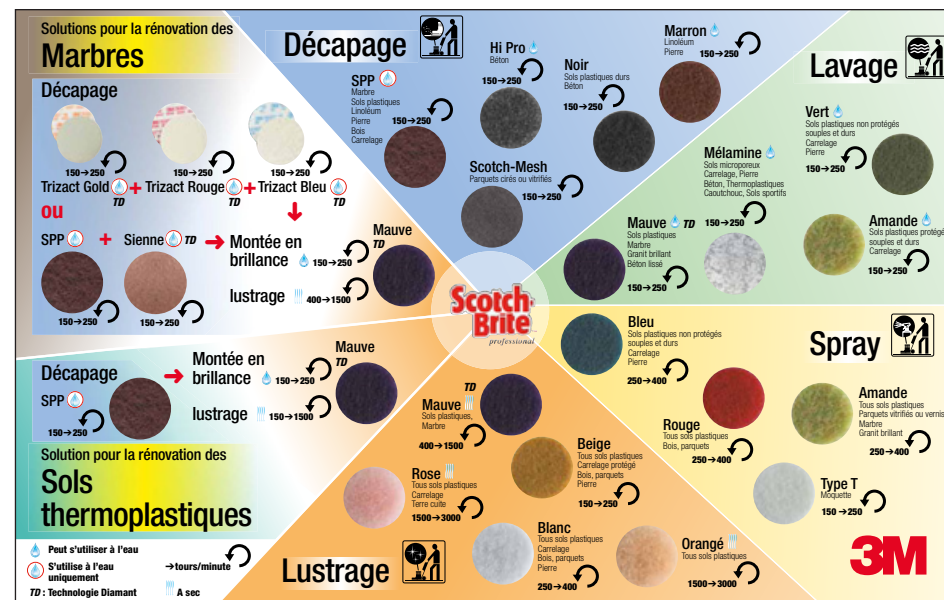 Solutions pour la rénovation des
Marbres
Décapage
150→250
150→250
150→250
Trizact Gold TD + Trizact Rouge TD + Trizact Bleu TD
ou
SPP + Sienne TD
150→250
150→250
Montée en
brillance 150→250
lustrage 400→1500
Mauve
TD
Décapage
SPP
Marbre
Sols plastiques
Linoléum
Pierre
Bois
Carrelage
150→250
Hi Pro
Béton
150→250
Noir
Sols plastiques durs
Béton
150→250
Marron
Linoléum
Pierre
150→250
Scotch-Mesh
Parquets cirés ou vitrifiés
150→250
Lavage
Vert
Sols plastiques non protégés
souples et durs
Carrelage
Pierre
150→250
Mélamine
Sols microporeux
Carrelage, Pierre
Béton, Thermoplastiques
Caoutchouc, Sols sportifs
150→250
Mauve TD
Sols plastiques
Marbre
Granit brillant
Béton lissé
150→250
Amande
Sols plastiques protégé
souples et durs
Carrelage
150→250
Scotch-
Brite
professional
Spray
Bleu
Sols plastiques non protégés
souples et durs
Carrelage
Pierre
250→400
Rouge
Tous sols plastiques
Bois, parquets
250→400
Amande
Tous sols plastiques
Parquets vitrifiés ou vernis
Marbre
Granit brillant
250→400
Type T
Moquette
150→250
3M
Décapage
SPP
150→250
Montée en
brillance 150→250
lustrage 150→1500
Mauve
TD
Solution pour la rénovation des
Sols
thermoplastiques
TD
Mauve
Sols plastiques,
Marbre
400→1500
Beige
Tous sols plastiques
Carrelage protégé
Bois, parquets
Pierre
150→250
Rose
Tous sols plastiques
Carrelage
Terre cuite
1500→3000
Blanc
Tous sols plastiques
Carrelage
Bois, parquets
Pierre
250→400
Orangé
Tous sols plastiques
1500→3000
Lustrage
Peut s'utiliser à l'eau
S'utilise à l'eau
uniquement
→tours/minute
TD : Technologie Diamant
A sec